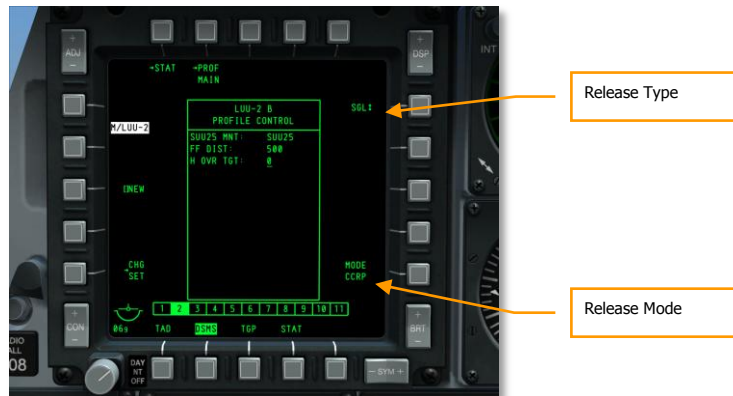 ADJ
DSP
INT
→STAT →PROF
MAIN
LUU-2 B
PROFILE CONTROL
SGL↕
Release Type
M/LUU-2
SUU25 MNT: SUU25
FF DIST: 500
H OVR TGT: 0
[]NEW
CHG
SET
MODE
CCRP
1 2 3 4 5 6 7 8 9 10 11
CON
06s
TAD DSMS TGP STAT
BRT
Release Mode
ALL
08
DAY
NT
OFF
- SYM +